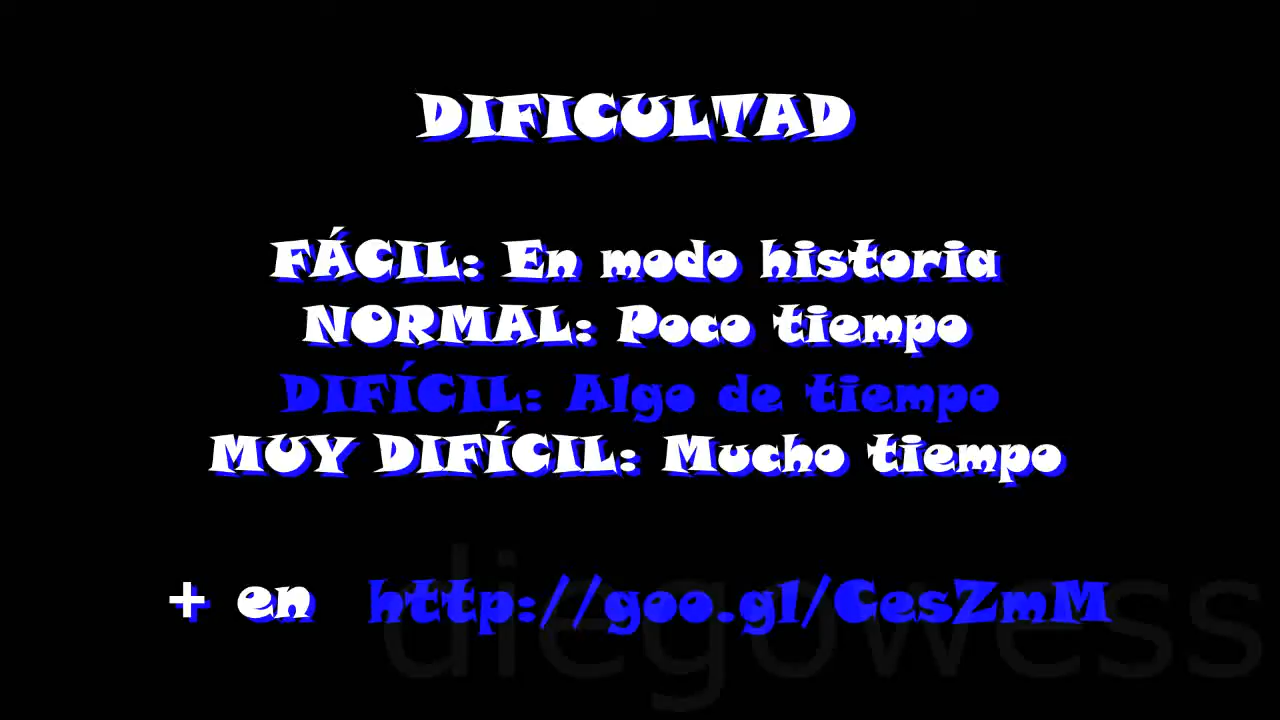 DIFICULTAD
FÁCIL: En modo historia
NORMAL: Poco tiempo
DIFÍCIL: Algo de tiempo
MUY DIFÍCIL: Mucho tiempo
+ en http://goo.gl/CesZmM
diegowess